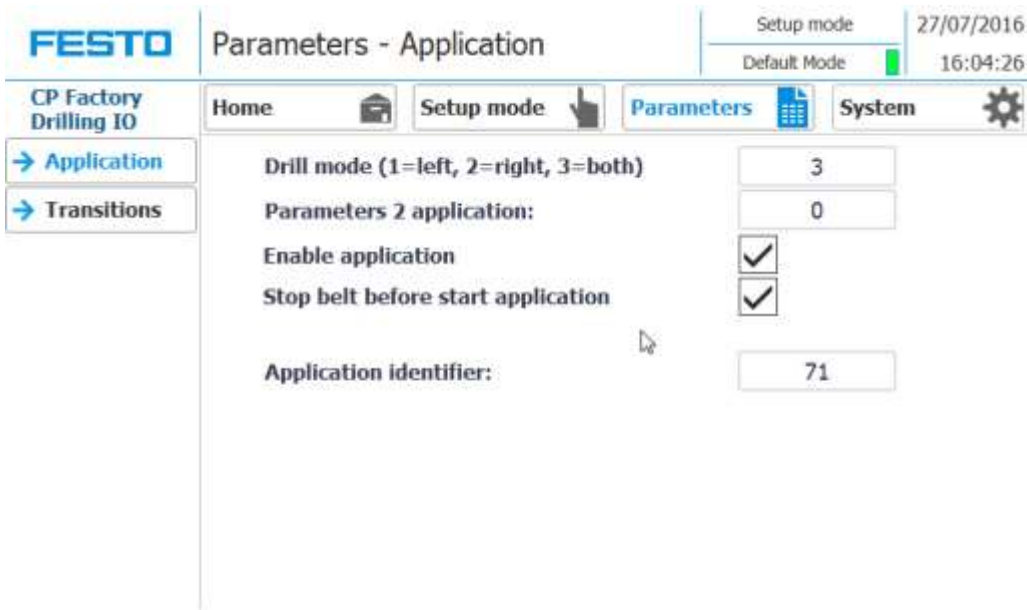 FESTO
Parameters - Application
Setup mode
27/07/2016
Default Mode
16:04:26
CP Factory
Drilling IO
Home
Setup mode
Parameters
System
Application
Transitions
Drill mode (1=left, 2=right, 3=both)
3
Parameters 2 application:
0
Enable application
Stop belt before start application
Application identifier:
71